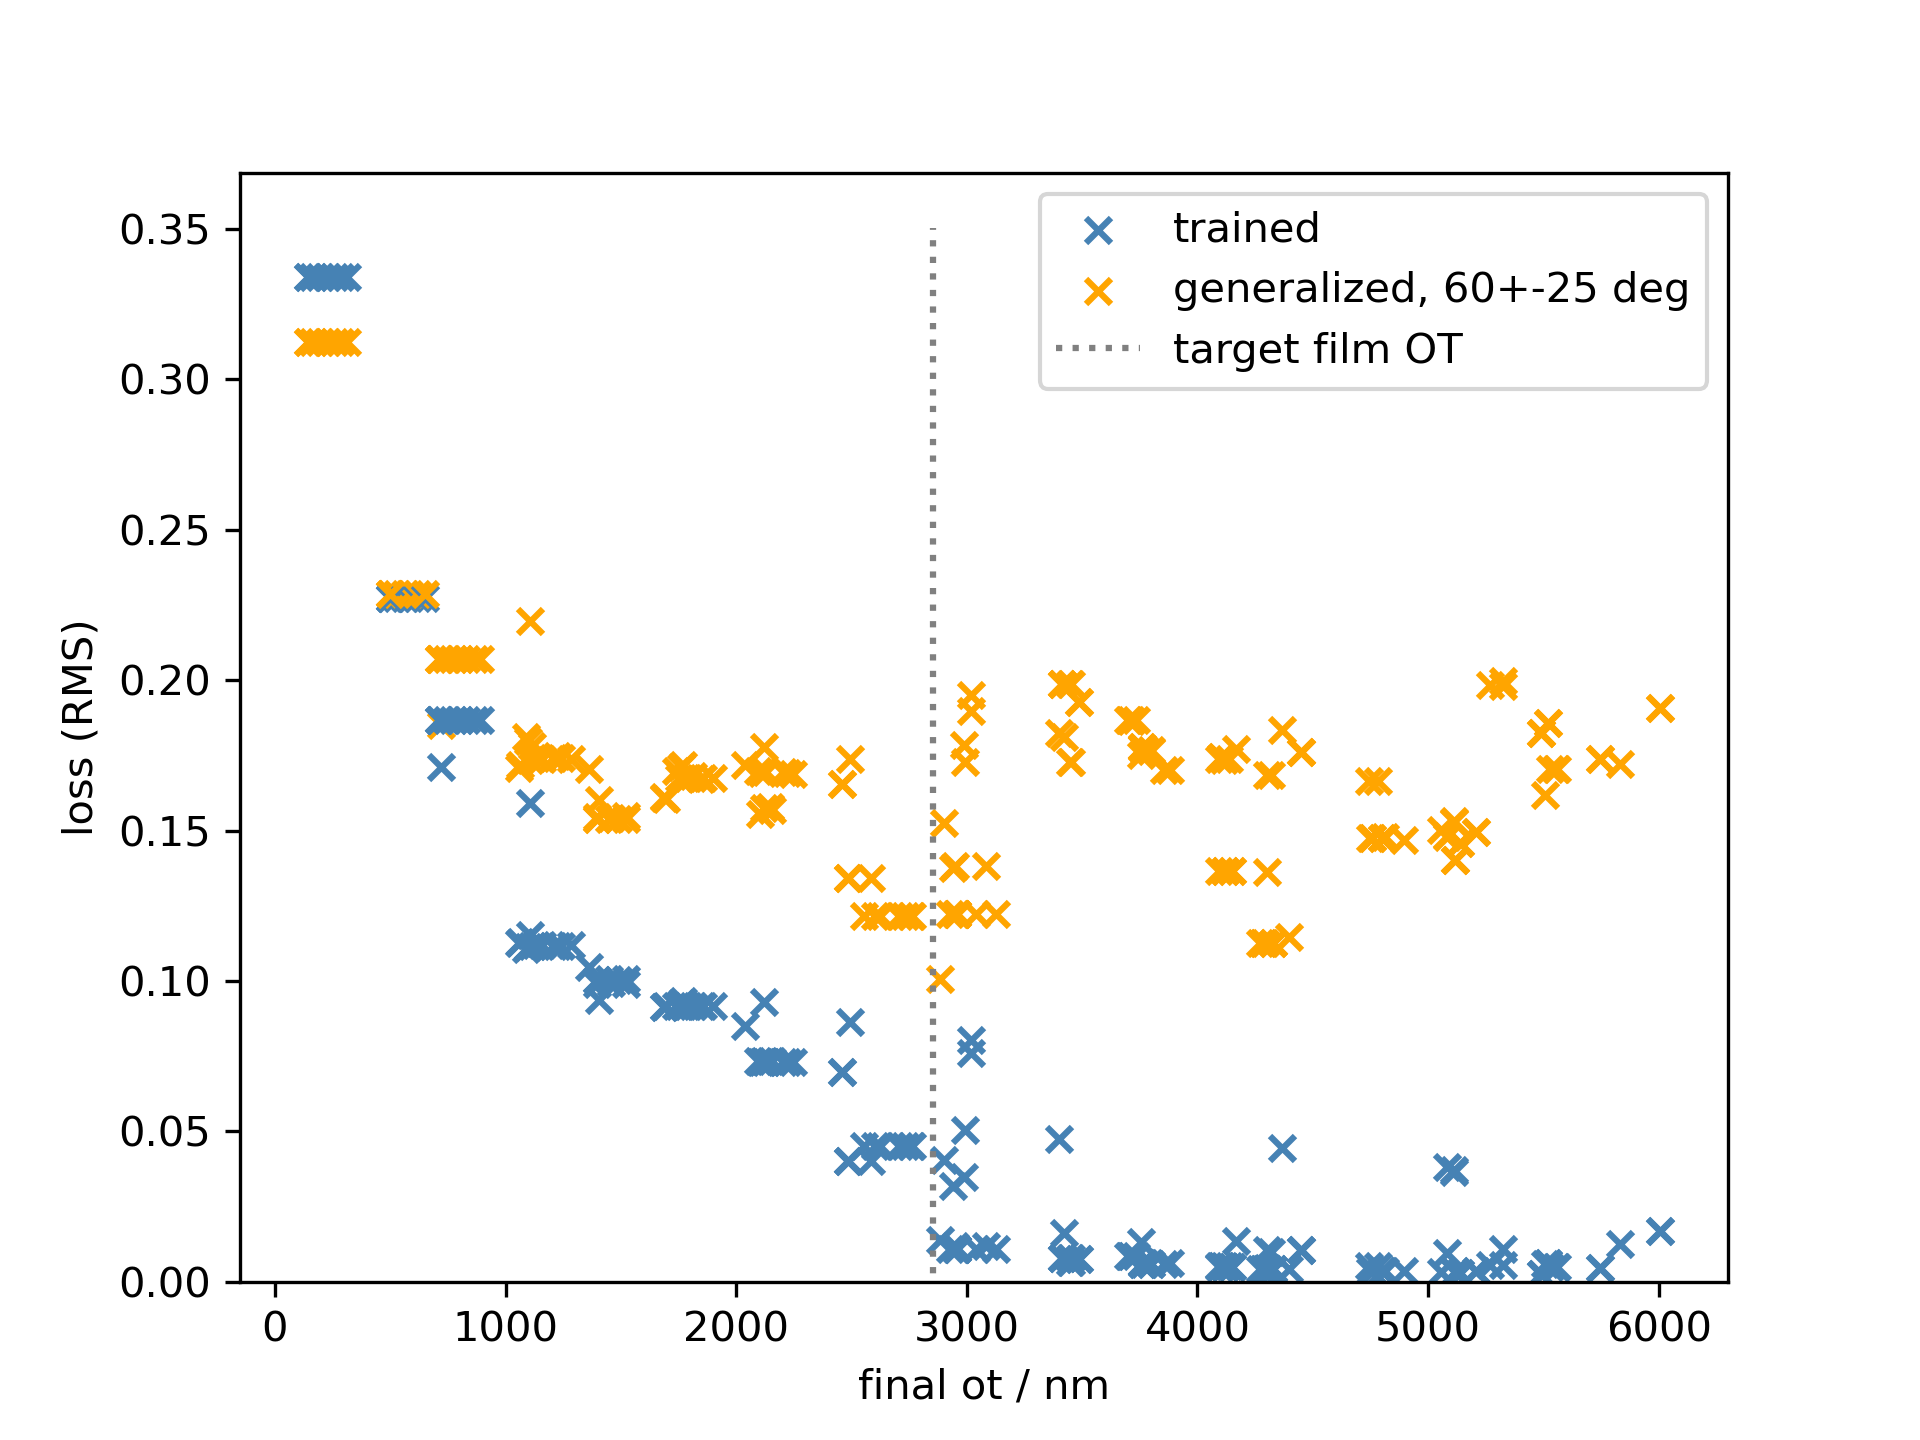 trained
generalized, 60+-25 deg
target film OT
loss (RMS)
0.35
0.30
0.25
0.20
0.15
0.10
0.05
0.00
0 1000 2000 3000 4000 5000 6000
final ot / nm